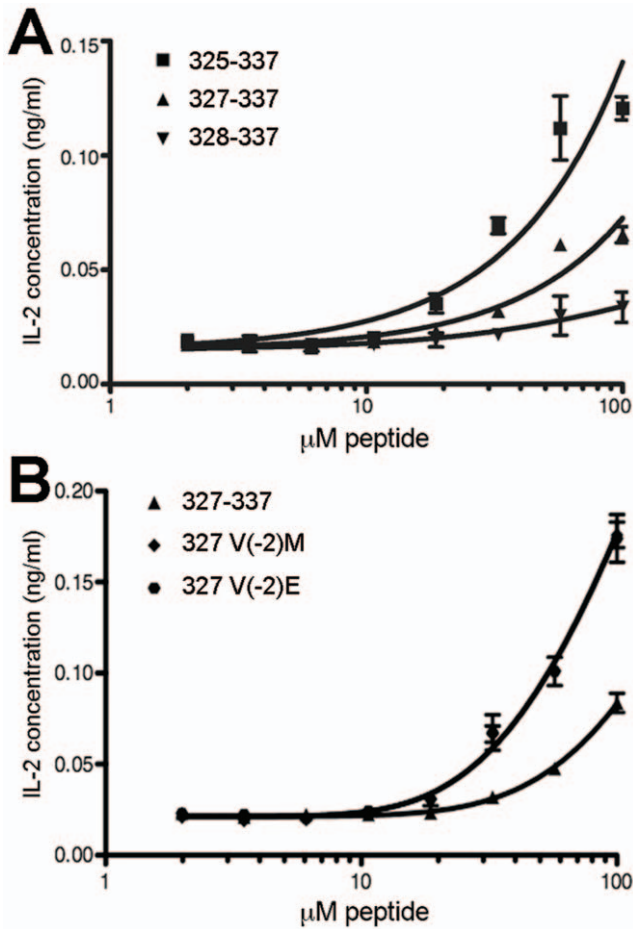 A
0.15
325-337
327-337
328-337
0.10
0.05
0.00
IL-2 concentration (ng/ml)
1
10
100
μM peptide
B
0.20
327-337
327 V(-2)M
327 V(-2)E
0.15
0.10
0.05
0.00
IL-2 concentration (ng/ml)
1
10
100
μM peptide